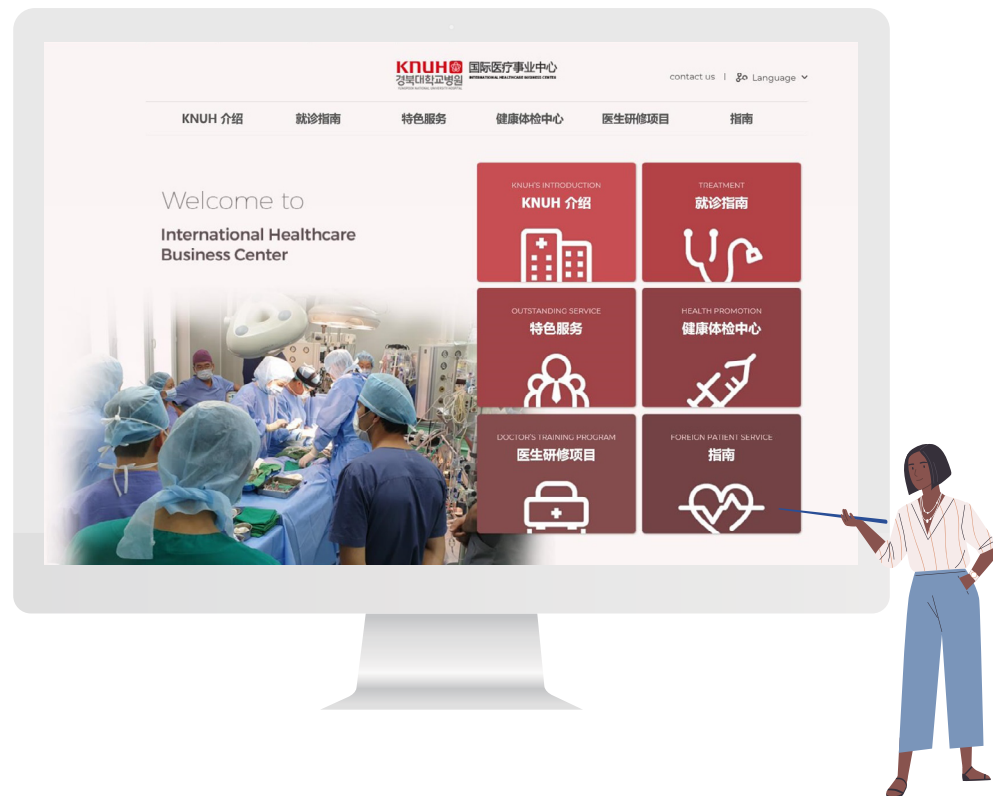 KNUH
경북대학교병원
KYUNGPOOK NATIONAL UNIVERSITY HOSPITAL
国际医疗事业中心
INTERNATIONAL HEALTHCARE BUSINESS CENTER
contact us | Language
KNUH 介绍 就诊指南 特色服务 健康体检中心 医生研修项目 指南
Welcome to
International Healthcare
Business Center
KNUH'S INTRODUCTION
KNUH 介绍
TREATMENT
就诊指南
OUTSTANDING SERVICE
特色服务
HEALTH PROMOTION
健康体检中心
DOCTOR'S TRAINING PROGRAM
医生研修项目
FOREIGN PATIENT SERVICE
指南